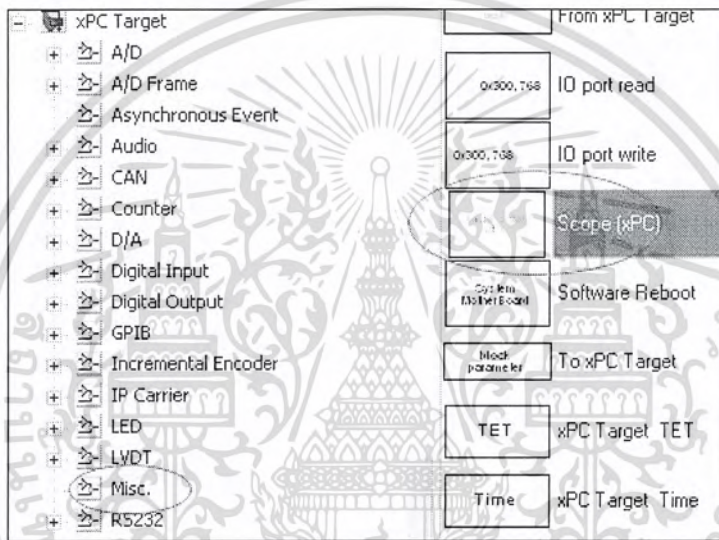 xPC Target
A/D
A/D Frame
Asynchronous Event
Audio
CAN
Counter
D/A
Digital Input
Digital Output
GPIB
Incremental Encoder
IP Carrier
LED
LVDT
Misc.
RS232
From xPC Target
0x300, 768
IO port read
0x300, 768
IO port write
Scope (xPC)
System
MotherBoard
Software Reboot
block
parameter
To xPC Target
TET
xPC Target TET
Time
xPC Target Time